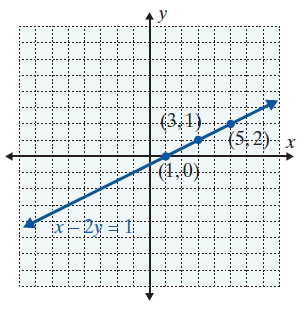 y
(3, 1)
(5, 2)
x
(1, 0)
x − 2y = 1